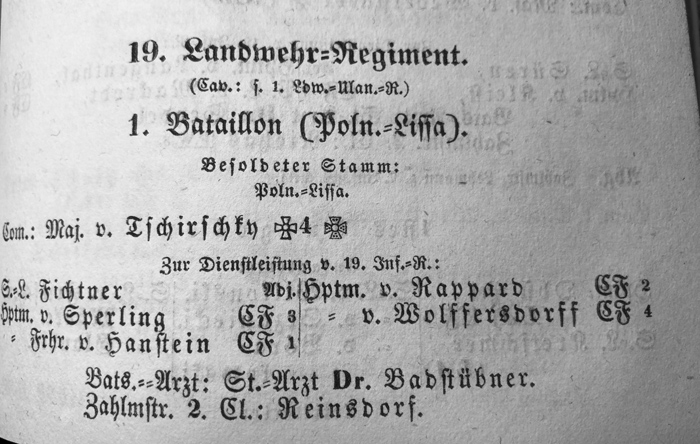 19. Landwehr-Regiment.
(Cav.: s. 1. Ldw.-Ulan.-R.)
1. Bataillon (Poln.-Lissa).
Besoldeter Stamm:
Poln.-Lissa.
Com.: Maj. v. Tschirschky ✠4
Zur Dienstleistung v. 19. Inf.-R.:
S.-L. Fichtner Adj.
Hptm. v. Sperling CF 3
= Frhr. v. Hanstein CF 1
Hptm. v. Rappard CF 2
= v. Wolffersdorff CF 4
Bats.-Arzt: St.-Arzt Dr. Badstübner.
Zahlmstr. 2. Cl.: Reinsdorf.